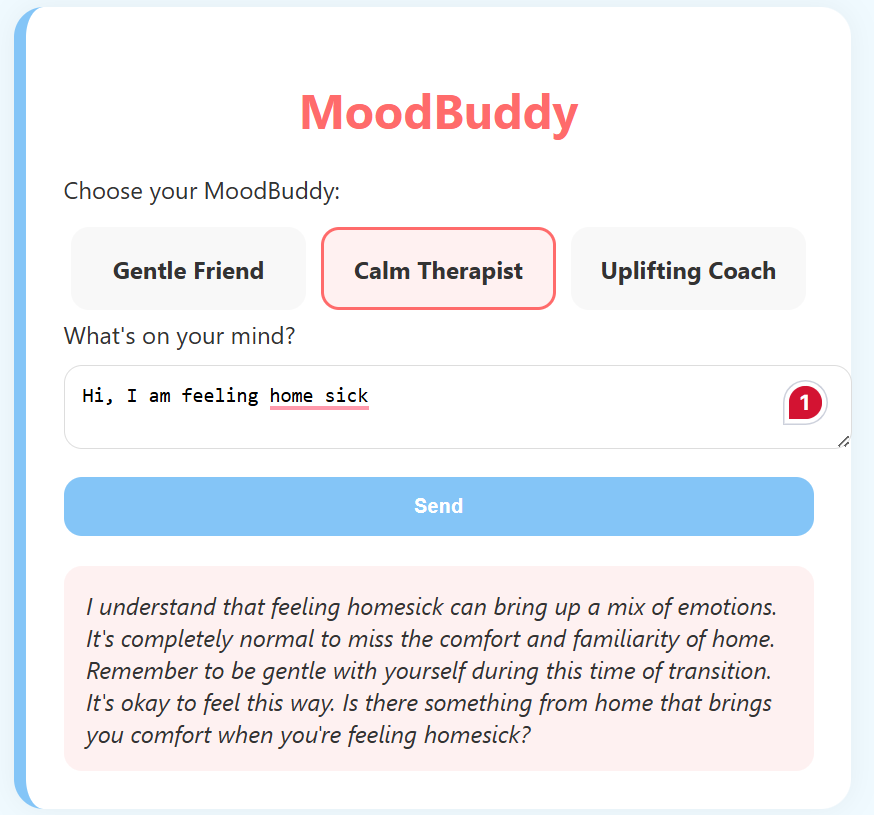 MoodBuddy
Choose your MoodBuddy:
Gentle Friend
Calm Therapist
Uplifting Coach
What's on your mind?
Hi, I am feeling home sick
1
Send
I understand that feeling homesick can bring up a mix of emotions.
It's completely normal to miss the comfort and familiarity of home.
Remember to be gentle with yourself during this time of transition.
It's okay to feel this way. Is there something from home that brings
you comfort when you're feeling homesick?